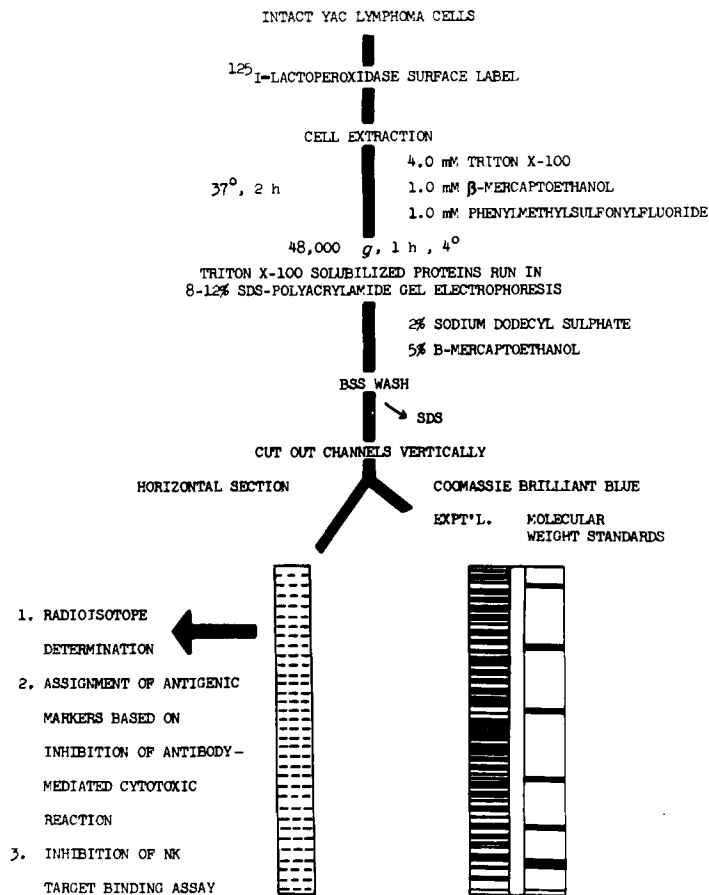 INTACT YAC LYMPHOMA CELLS
125I-LACTOPEROXIDASE SURFACE LABEL
CELL EXTRACTION
4.0 mM TRITON X-100
37°, 2 h
1.0 mM β-MERCAPTOETHANOL
1.0 mM PHENYLMETHYLSULFONYLFLUORIDE
48,000 g, 1 h, 4°
TRITON X-100 SOLUBILIZED PROTEINS RUN IN
8-12% SDS-POLYACRYLAMIDE GEL ELECTROPHORESIS
2% SODIUM DODECYL SULPHATE
5% B-MERCAPTOETHANOL
BSS WASH
SDS
CUT OUT CHANNELS VERTICALLY
HORIZONTAL SECTION
COOMASSIE BRILLIANT BLUE
EXPT'L.
MOLECULAR
WEIGHT STANDARDS
1. RADIOISOTOPE
DETERMINATION
2. ASSIGNMENT OF ANTIGENIC
MARKERS BASED ON
INHIBITION OF ANTIBODY-
MEDIATED CYTOTOXIC
REACTION
3. INHIBITION OF NK
TARGET BINDING ASSAY